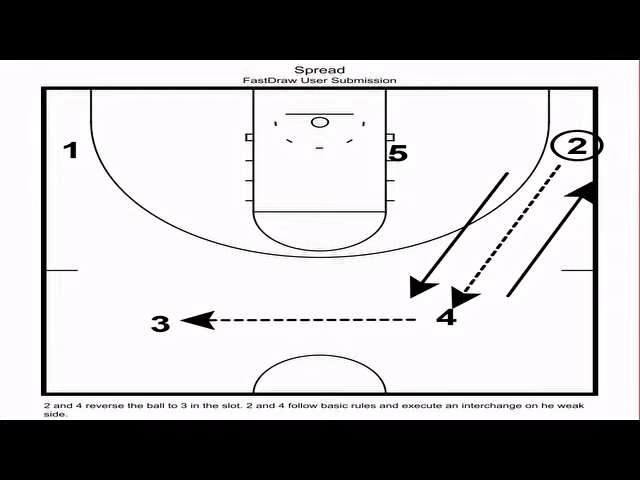 Spread
FastDraw User Submission
1
5
2
3
4
2 and 4 reverse the ball to 3 in the slot. 2 and 4 follow basic rules and execute an interchange on he weak
side.